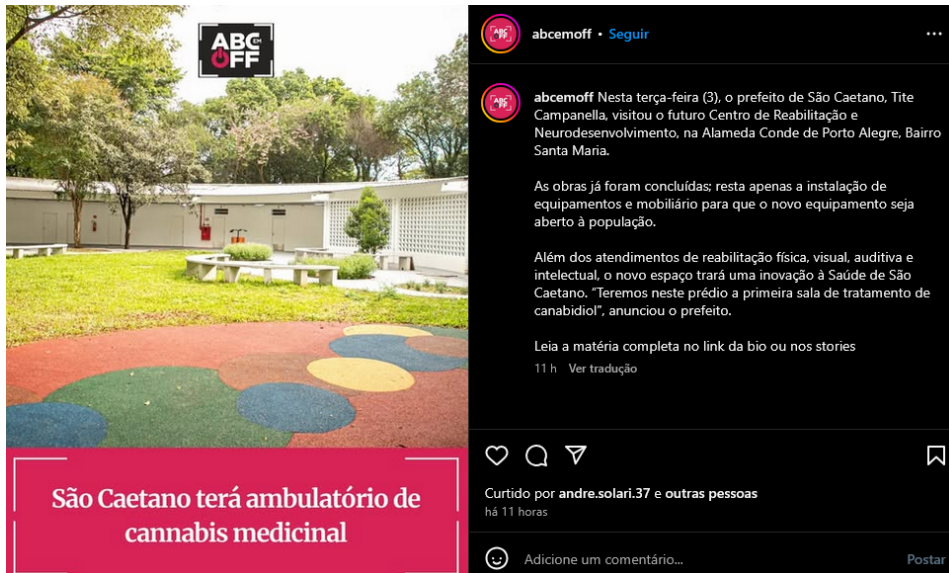 ABC EM
OFF
São Caetano terá ambulatório de
cannabis medicinal
abcemoff • Seguir
abcemoff Nesta terça-feira (3), o prefeito de São Caetano, Tite
Campanella, visitou o futuro Centro de Reabilitação e
Neurodesenvolvimento, na Alameda Conde de Porto Alegre, Bairro
Santa Maria.
As obras já foram concluídas; resta apenas a instalação de
equipamentos e mobiliário para que o novo equipamento seja
aberto à população.
Além dos atendimentos de reabilitação física, visual, auditiva e
intelectual, o novo espaço trará uma inovação à Saúde de São
Caetano. "Teremos neste prédio a primeira sala de tratamento de
canabidiol", anunciou o prefeito.
Leia a matéria completa no link da bio ou nos stories
11 h Ver tradução
Curtido por andre.solari.37 e outras pessoas
há 11 horas
Adicione um comentário... Postar